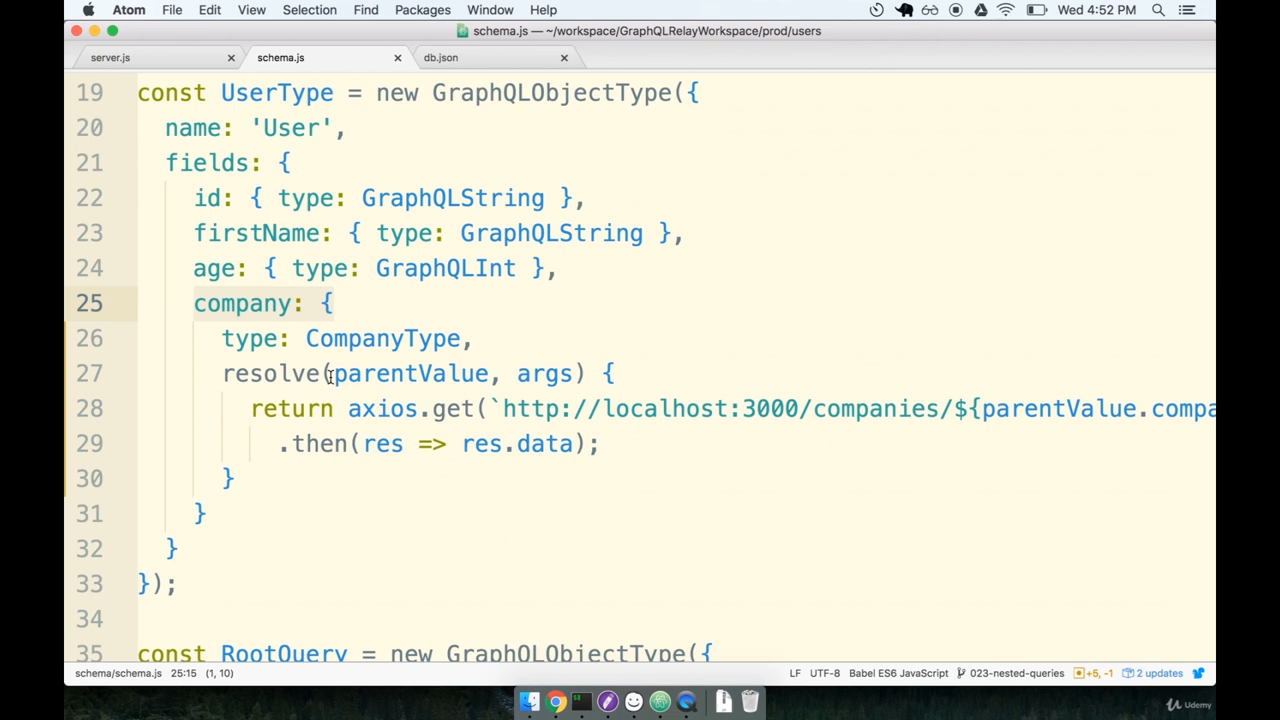 Atom File Edit View Selection Find Packages Window Help Wed 4:52 PM
schema.js — ~/workspace/GraphQLRelayWorkspace/prod/users
server.js schema.js db.json
19 const UserType = new GraphQLObjectType({
20 name: 'User',
21 fields: {
22 id: { type: GraphQLString },
23 firstName: { type: GraphQLString },
24 age: { type: GraphQLInt },
25 company: {
26 type: CompanyType,
27 resolve(parentValue, args) {
28 return axios.get(`http://localhost:3000/companies/${parentValue.compa
29 .then(res => res.data);
30 }
31 }
32 }
33 });
34
35 const RootQuery = new GraphQLObjectType({
schema/schema.js 25:15 (1, 10) LF UTF-8 Babel ES6 JavaScript 023-nested-queries +5, -1 2 updates
Udemy